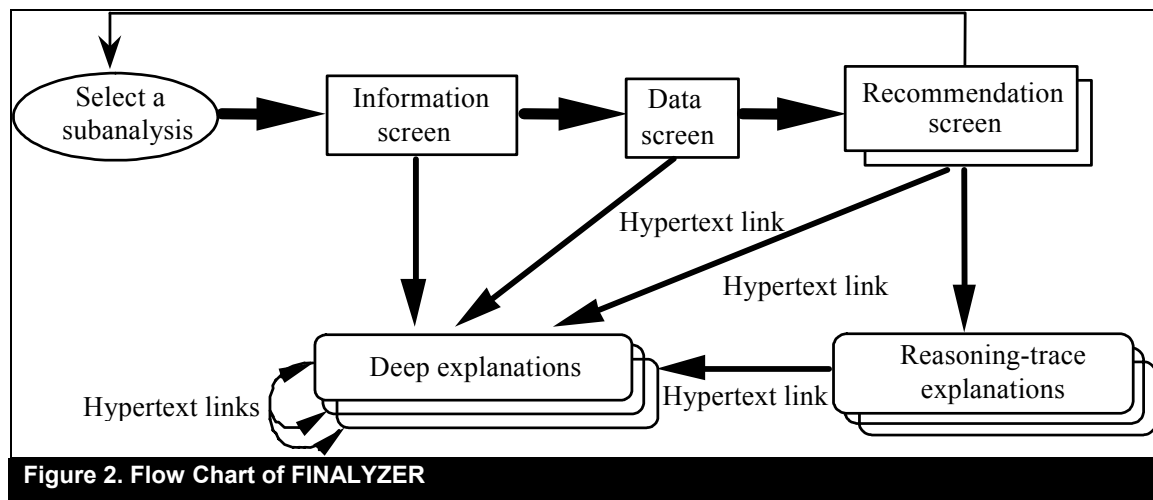 Select a
subanalysis
Information
screen
Data
screen
Recommendation
screen
Hypertext link
Hypertext link
Deep explanations
Hypertext link
Reasoning-trace
explanations
Hypertext links
Figure 2. Flow Chart of FINALYZER